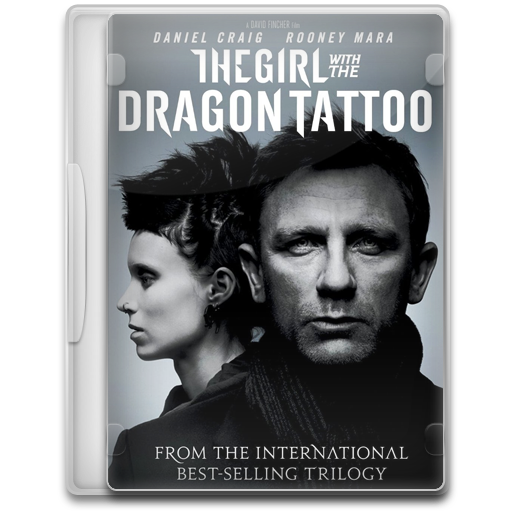 A DAVID FINCHER Film
DANIEL CRAIG ROONEY MARA
THE GIRL WITH THE
DRAGON TATTOO
FROM THE INTERNATIONAL
BEST-SELLING TRILOGY